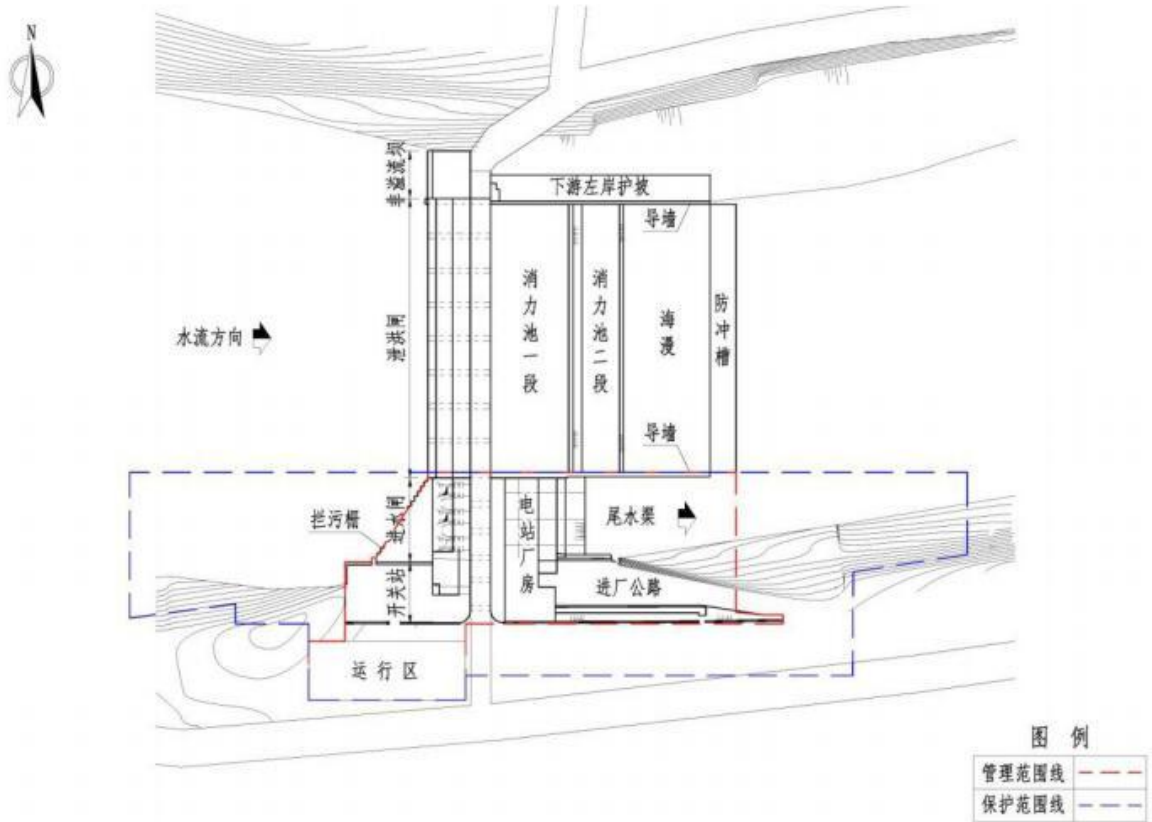 N
非溢流坝
下游左岸护坡
导墙
消力池一段
消力池二段
海漫
防冲槽
泄洪闸
水流方向
导墙
拦污栅
进水闸
电站厂房
尾水渠
开关站
进厂公路
运行区
图 例
管理范围线
保护范围线